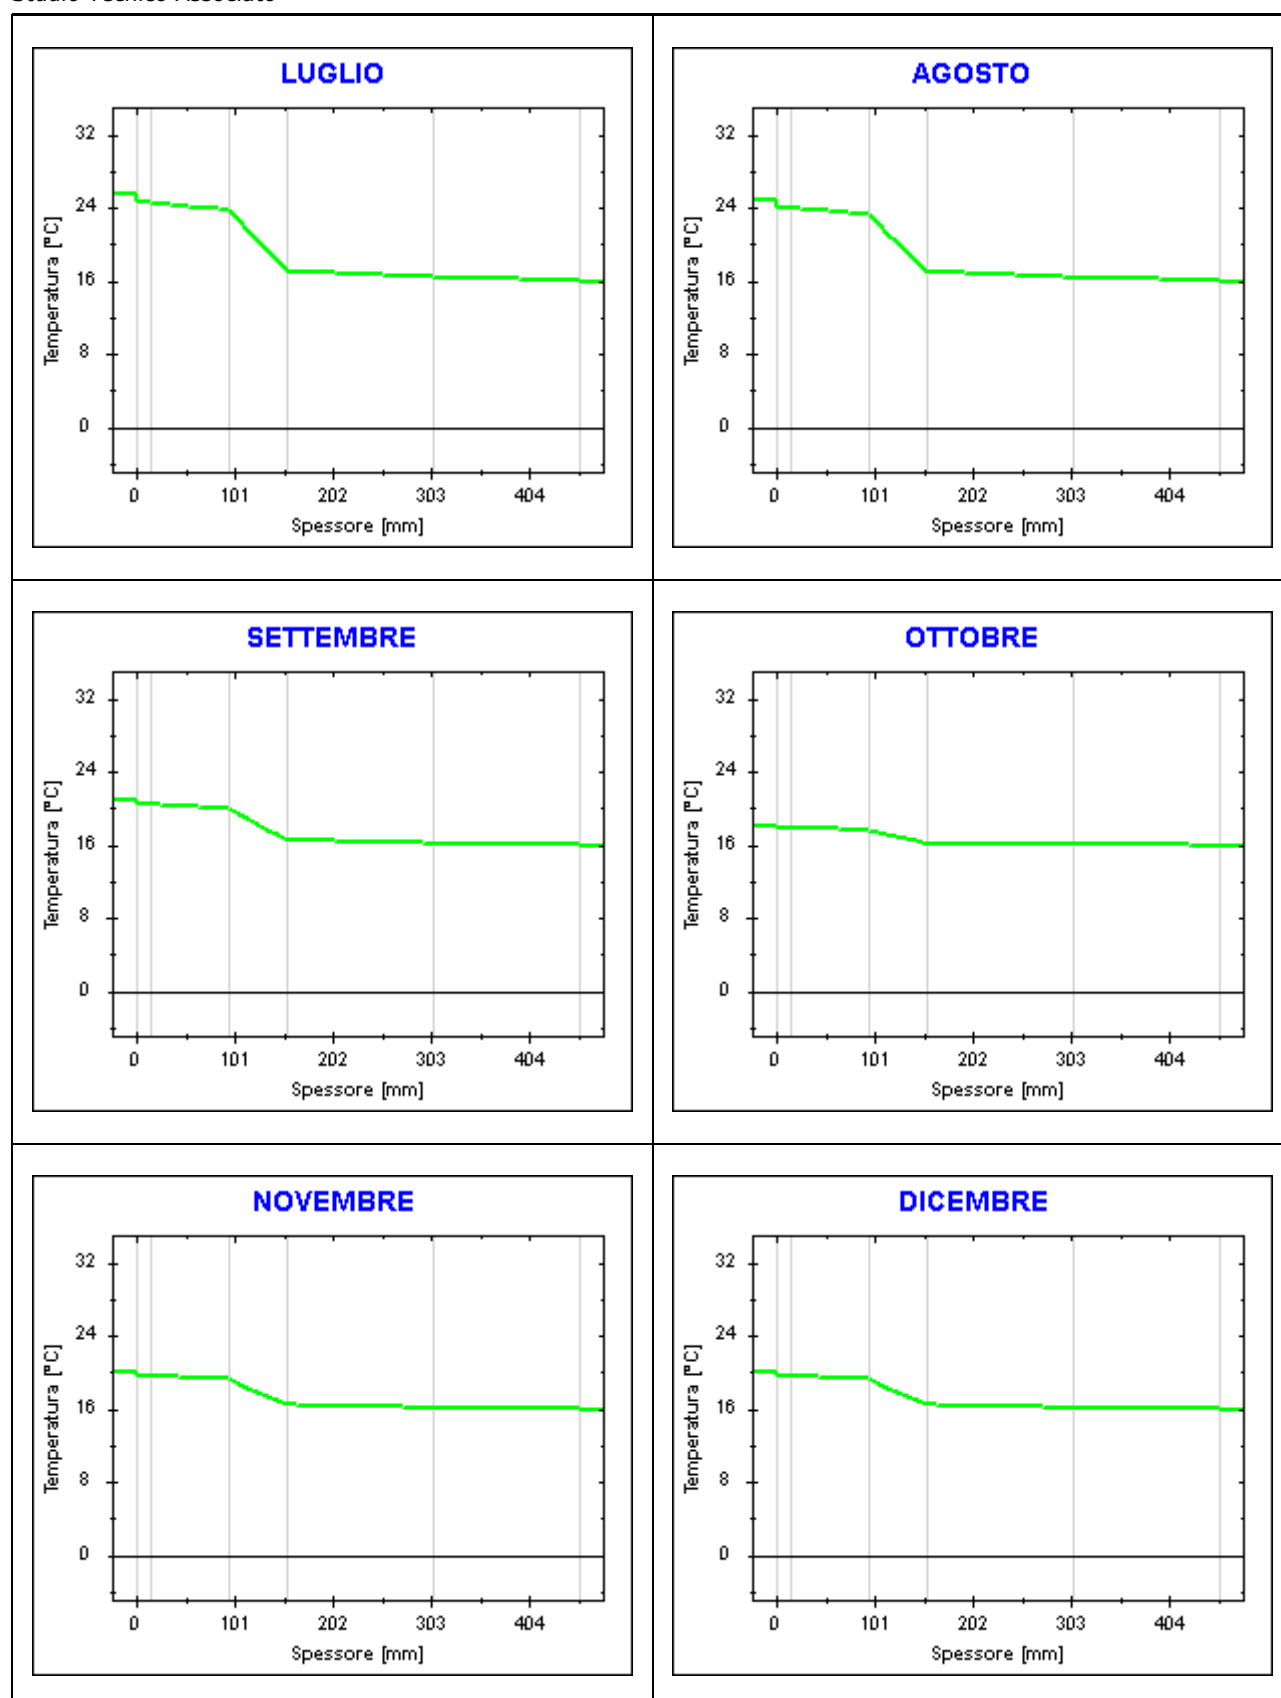 Studio Tecnico Associato
LUGLIO
AGOSTO
32
24
16
8
0
Temperatura [°C]
0 101 202 303 404
Spessore [mm]
32
24
16
8
0
Temperatura [°C]
0 101 202 303 404
Spessore [mm]
SETTEMBRE
OTTOBRE
32
24
16
8
0
Temperatura [°C]
0 101 202 303 404
Spessore [mm]
32
24
16
8
0
Temperatura [°C]
0 101 202 303 404
Spessore [mm]
NOVEMBRE
DICEMBRE
32
24
16
8
0
Temperatura [°C]
0 101 202 303 404
Spessore [mm]
32
24
16
8
0
Temperatura [°C]
0 101 202 303 404
Spessore [mm]